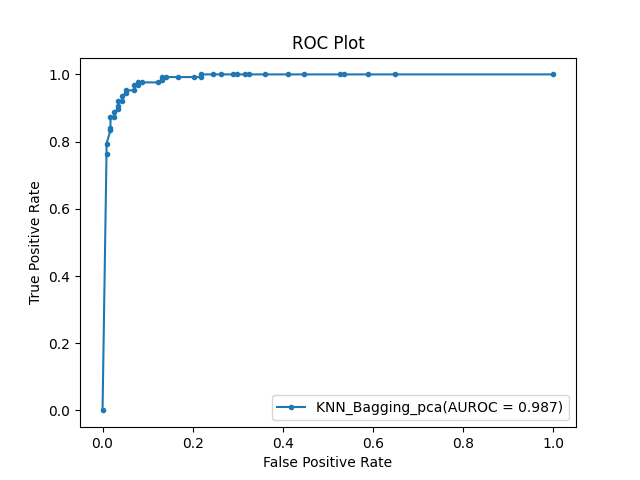 ROC Plot
True Positive Rate
1.0
0.8
0.6
0.4
0.2
0.0
KNN_Bagging_pca(AUROC = 0.987)
0.0 0.2 0.4 0.6 0.8 1.0
False Positive Rate